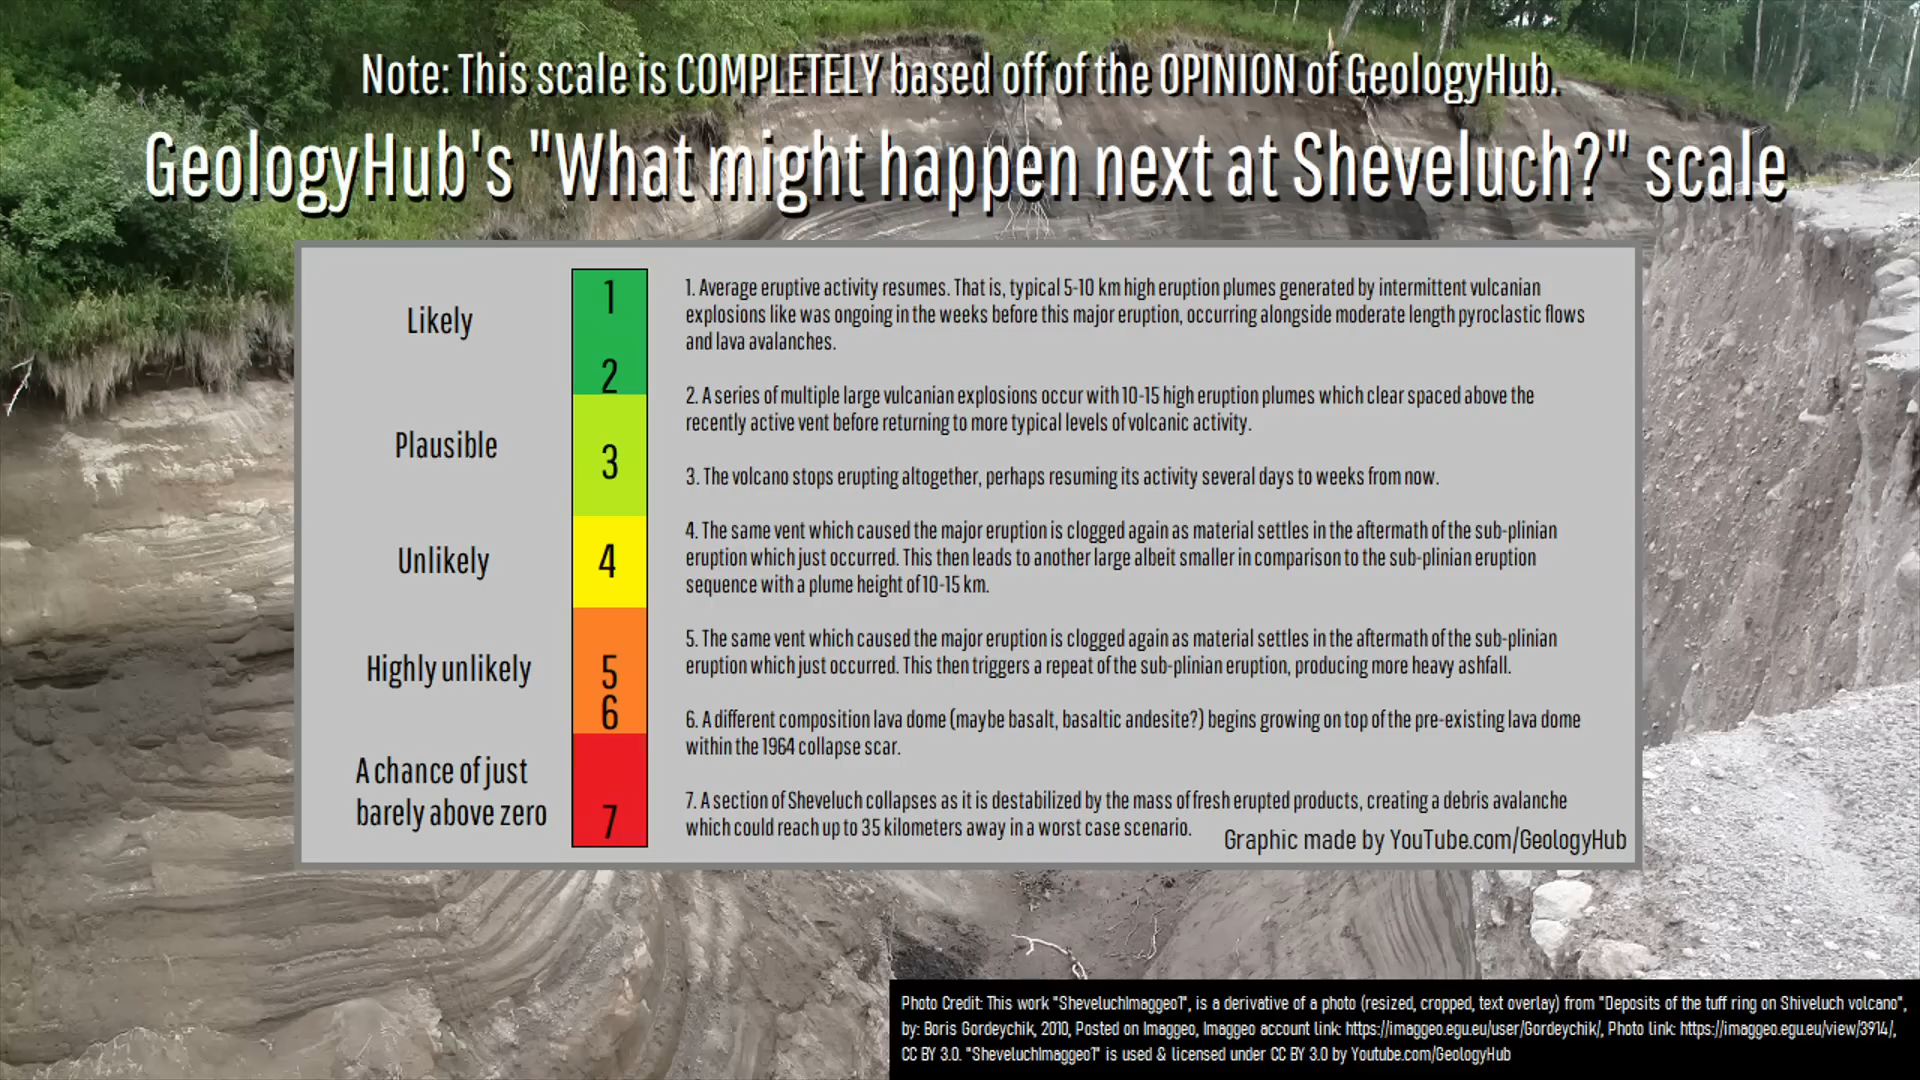 Note: This scale is COMPLETELY based off of the OPINION of GeologyHub.
GeologyHub's "What might happen next at Sheveluch?" scale
Likely
Plausible
Unlikely
Highly unlikely
A chance of just
barely above zero
1
2
3
4
5
6
7
1. Average eruptive activity resumes. That is, typical 5-10 km high eruption plumes generated by intermittent vulcanian
explosions like was ongoing in the weeks before this major eruption, occurring alongside moderate length pyroclastic flows
and lava avalanches.
2. A series of multiple large vulcanian explosions occur with 10-15 high eruption plumes which clear spaced above the
recently active vent before returning to more typical levels of volcanic activity.
3. The volcano stops erupting altogether, perhaps resuming its activity several days to weeks from now.
4. The same vent which caused the major eruption is clogged again as material settles in the aftermath of the sub-plinian
eruption which just occurred. This then leads to another large albeit smaller in comparison to the sub-plinian eruption
sequence with a plume height of 10-15 km.
5. The same vent which caused the major eruption is clogged again as material settles in the aftermath of the sub-plinian
eruption which just occurred. This then triggers a repeat of the sub-plinian eruption, producing more heavy ashfall.
6. A different composition lava dome (maybe basalt, basaltic andesite?) begins growing on top of the pre-existing lava dome
within the 1964 collapse scar.
7. A section of Sheveluch collapses as it is destabilized by the mass of fresh erupted products, creating a debris avalanche
which could reach up to 35 kilometers away in a worst case scenario.
Graphic made by YouTube.com/GeologyHub
Photo Credit: This work "SheveluchImaggeo1", is a derivative of a photo (resized, cropped, text overlay) from "Deposits of the tuff ring on Shiveluch volcano",
by: Boris Gordeychik, 2010, Posted on Imaggeo, Imaggeo account link: https://imaggeo.egu.eu/user/Gordeychik/, Photo link: https://imaggeo.egu.eu/view/3914/,
CC BY 3.0. "SheveluchImaggeo1" is used & licensed under CC BY 3.0 by Youtube.com/GeologyHub